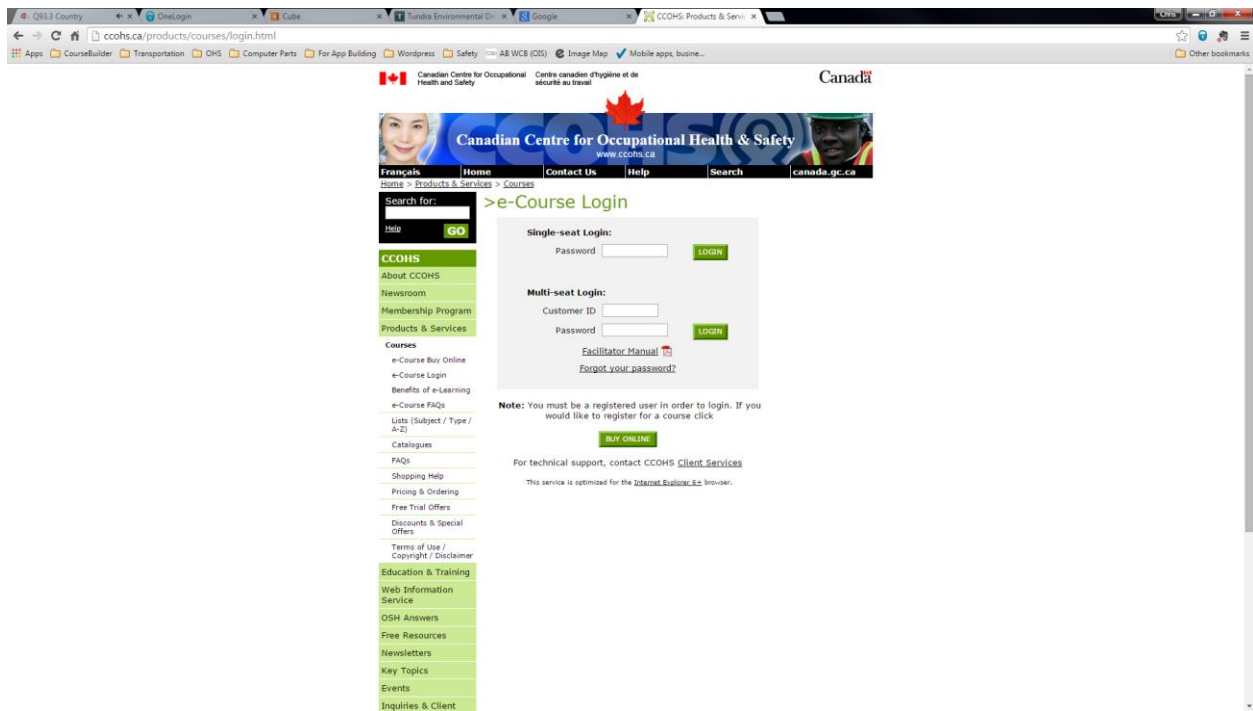 Q93.3 Country
OneLogin
Cube
Tundra Environmental
Google
CCOHS: Products & Servi
Chris
ccohs.ca/products/courses/login.html
Apps CourseBuilder Transportation OHS Computer Parts For App Building Wordpress Safety AB WCB (OIS) Image Map Mobile apps, busine... Other bookmarks
Canadian Centre for Occupational Centre canadien d'hygiène et de
Health and Safety sécurité au travail
Canada
CCOHS
Canadian Centre for Occupational Health & Safety
www.ccohs.ca
Français Home Contact Us Help Search canada.gc.ca
Home > Products & Services > Courses
Search for:
Help GO
CCOHS
About CCOHS
Newsroom
Membership Program
Products & Services
Courses
e-Course Buy Online
e-Course Login
Benefits of e-Learning
e-Course FAQs
Lists (Subject / Type /
A-Z)
Catalogues
FAQs
Shopping Help
Pricing & Ordering
Free Trial Offers
Discounts & Special
Offers
Terms of Use /
Copyright / Disclaimer
Education & Training
Web Information
Service
OSH Answers
Free Resources
Newsletters
Key Topics
Events
Inquiries & Client
>e-Course Login
Single-seat Login:
Password LOGIN
Multi-seat Login:
Customer ID
Password LOGIN
Facilitator Manual
Forgot your password?
Note: You must be a registered user in order to login. If you
would like to register for a course click
BUY ONLINE
For technical support, contact CCOHS Client Services
This service is optimized for the Internet Explorer 6+ browser.